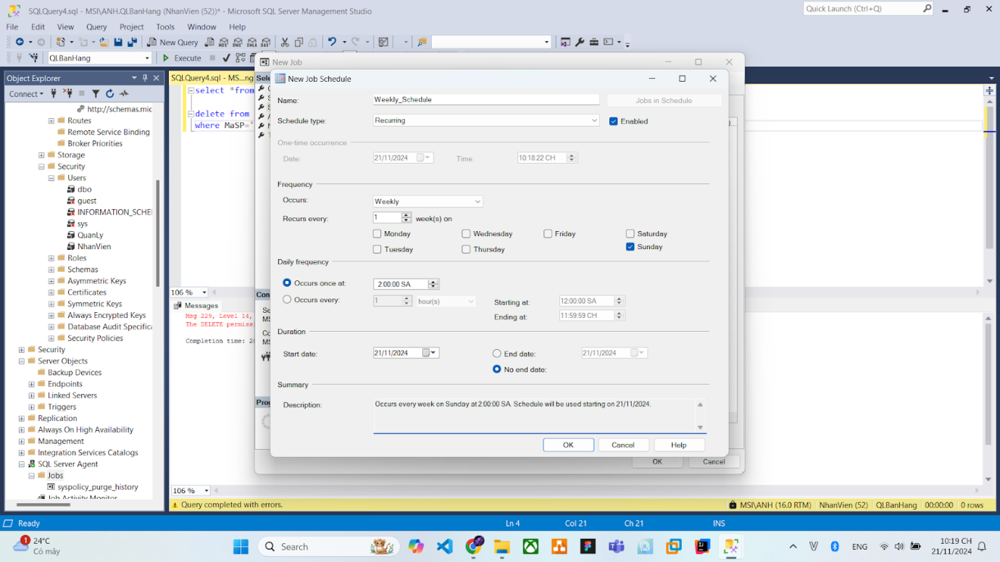 SQLQuery4.sql - MSI\ANH.QLBanHang (NhanVien (52))* - Microsoft SQL Server Management Studio
Quick Launch (Ctrl+Q)
File Edit View Query Project Tools Window Help
New Query
QLBanHang
Execute
Object Explorer
Connect
http://schemas.mic
Routes
Remote Service Binding
Broker Priorities
Storage
Security
Users
dbo
guest
INFORMATION_SCHE
sys
QuanLy
NhanVien
Roles
Schemas
Asymmetric Keys
Certificates
Symmetric Keys
Always Encrypted Keys
Database Audit Specifica
Security Policies
Security
Server Objects
Backup Devices
Endpoints
Linked Servers
Triggers
Replication
Always On High Availability
Management
Integration Services Catalogs
SQL Server Agent
Jobs
syspolicy_purge_history
Job Activity Monitor
SQLQuery4.sql - MS...ng
select *from
delete from
where MaSP='
106 %
Messages
Msg 229, Level 14,
The DELETE permissi
Completion time: 20
106 %
New Job
OK Cancel
New Job Schedule
Name: Weekly_Schedule Jobs in Schedule
Schedule type: Recurring Enabled
One-time occurrence
Date: 21/11/2024 Time: 10:18:22 CH
Frequency
Occurs: Weekly
Recurs every: 1 week(s) on
Monday Wednesday Friday Saturday
Tuesday Thursday Sunday
Daily frequency
Occurs once at: 2:00:00 SA
Occurs every: 1 hour(s) Starting at: 12:00:00 SA
Ending at: 11:59:59 CH
Duration
Start date: 21/11/2024 End date: 21/11/2024
No end date:
Summary
Description: Occurs every week on Sunday at 2:00:00 SA. Schedule will be used starting on 21/11/2024.
OK Cancel Help
Query completed with errors. MSI\ANH (16.0 RTM) NhanVien (52) QLBanHang 00:00:00 0 rows
Ready Ln 4 Col 21 Ch 21 INS
1 24°C
Có mây
Search
ENG
10:19 CH
21/11/2024